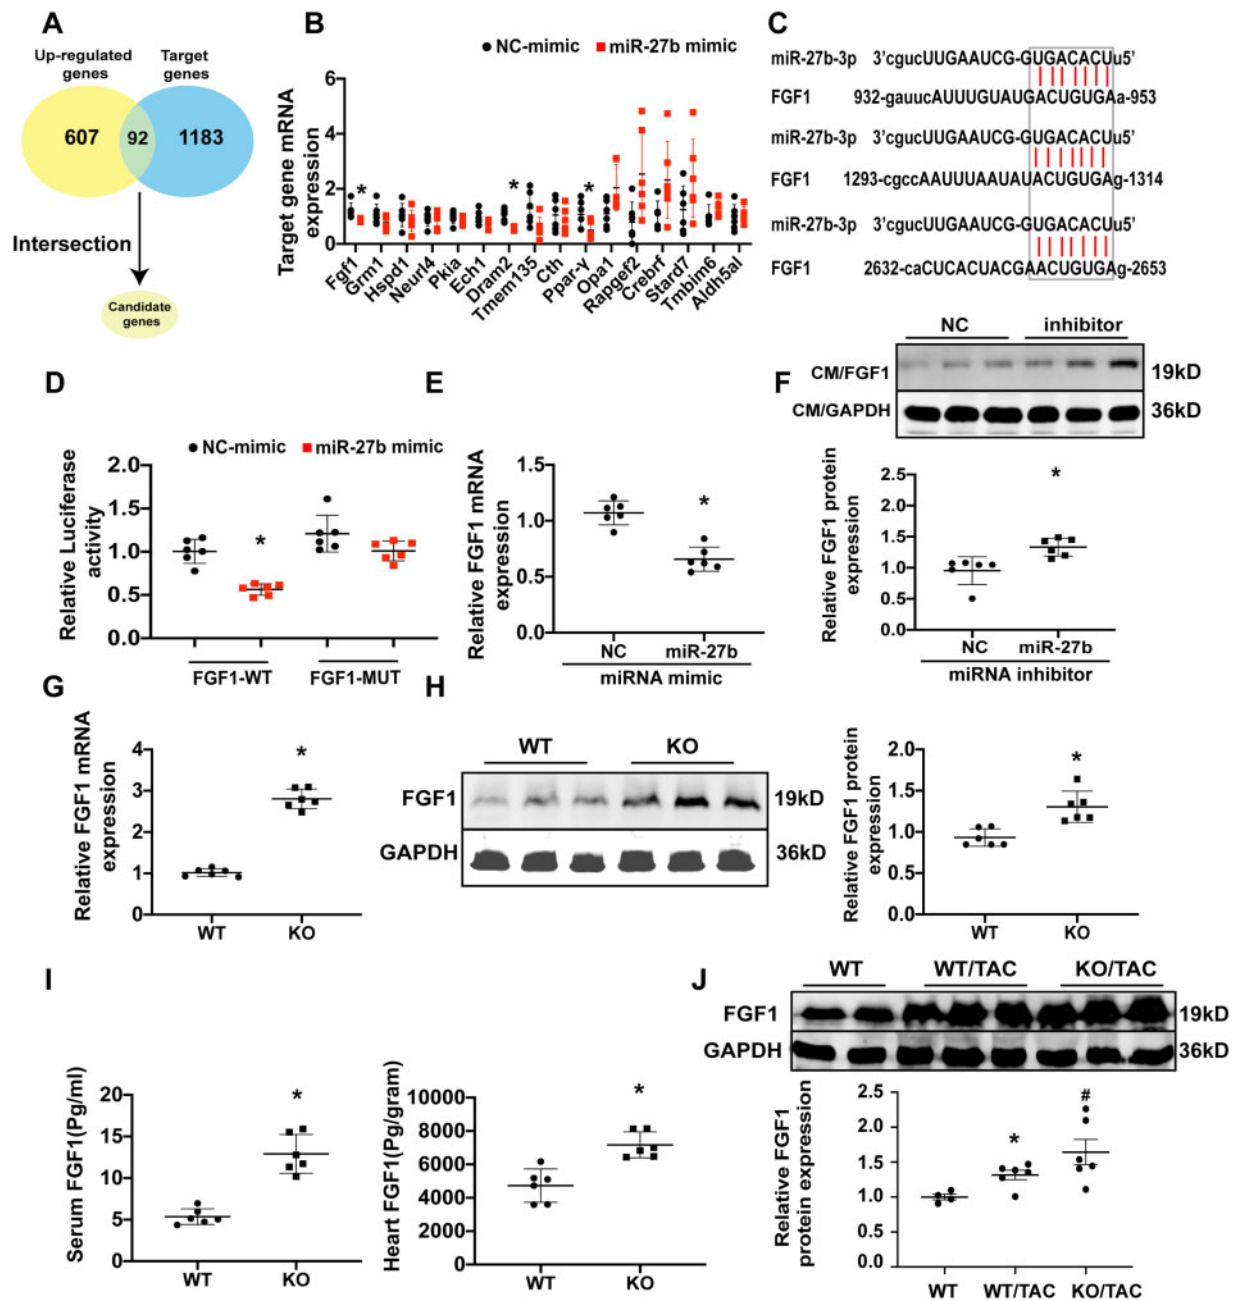 A
Up-regulated genes
Target genes
607
92
1183
Intersection
Candidate genes
B
NC-mimic
miR-27b mimic
Target gene mRNA expression
6
4
2
0
*
*
*
Fgf1
Grm1
Hspd1
Neurl4
Pkia
Ech1
Dram2
Tmem135
Cth
Ppar-γ
Opa1
Rapgef2
Crebrf
Stard7
Tmbim6
Aldh5al
C
miR-27b-3p 3'cgucUUGAAUCG-GUGACACUu5'
FGF1 932-gauucAUUUGUAUGACUGUGAa-953
miR-27b-3p 3'cgucUUGAAUCG-GUGACACUu5'
FGF1 1293-cgccAAUUUAAUAUACUGUGAg-1314
miR-27b-3p 3'cgucUUGAAUCG-GUGACACUu5'
FGF1 2632-caCUCACUACGAACUGUGAg-2653
D
NC-mimic
miR-27b mimic
Relative Luciferase activity
2.0
1.5
1.0
0.5
0.0
*
FGF1-WT
FGF1-MUT
E
Relative FGF1 mRNA expression
1.5
1.0
0.5
0.0
*
NC
miR-27b
miRNA mimic
F
NC
inhibitor
CM/FGF1
19kD
CM/GAPDH
36kD
Relative FGF1 protein expression
2.5
2.0
1.5
1.0
0.5
0.0
*
NC
miR-27b
miRNA inhibitor
G
Relative FGF1 mRNA expression
4
3
2
1
0
*
WT
KO
H
WT
KO
FGF1
19kD
GAPDH
36kD
Relative FGF1 protein expression
2.0
1.5
1.0
0.5
0.0
*
WT
KO
I
Serum FGF1(Pg/ml)
20
15
10
5
0
*
WT
KO
Heart FGF1(Pg/gram)
10000
8000
6000
4000
2000
0
*
WT
KO
J
WT
WT/TAC
KO/TAC
FGF1
19kD
GAPDH
36kD
Relative FGF1 protein expression
2.5
2.0
1.5
1.0
0.5
0.0
*
#
WT
WT/TAC
KO/TAC